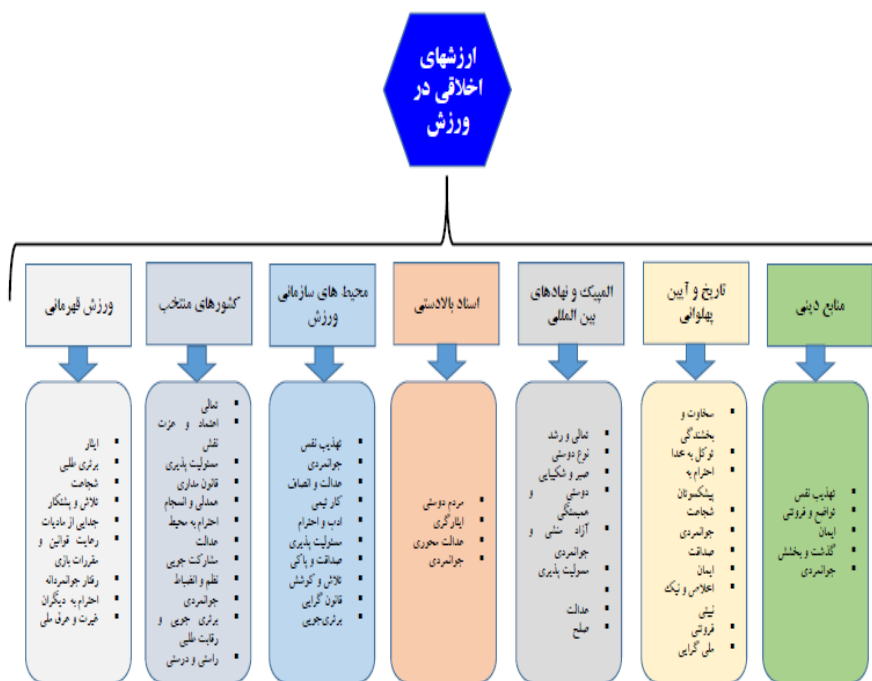 ارزشهای
اخلاقی در
ورزش
منابع دینی
تهذیب نفس
تواضع و فروتنی
ایمان
گذشت و بخشش
جوانمردی
تاریخ و آیین
پهلوانی
سخاوت و
بخشندگی
توکل به خدا
احترام به
پیشکسوتان
شجاعت
جوانمردی
صداقت
ایمان
اخلاص و نیک
نیتی
فروتنی
ملی گرایی
المپیک و نهادهای
بین المللی
تعالی و رشد
نوع دوستی
صبر و شکیبایی
دوستی و
همبستگی
آزاد منشی و
جوانمردی
مسولیت پذیری
عدالت
صلح
اسناد بالادستی
مردم دوستی
ایثارگری
عدالت محوری
جوانمردی
محیط های سازمانی
ورزش
تهذیب نفس
جوانمردی
عدالت و انصاف
کار تیمی
ادب و احترام
مسئولیت پذیری
صداقت و پاکی
تلاش و کوشش
قانون گرایی
برتری‌جویی
کشورهای منتخب
تعالی
اعتماد و عزت
نفس
مسئولیت پذیری
قانون مداری
همدلی و انسجام
احترام به محیط
عدالت
مشارکت جویی
نظم و انضباط
جوانمردی
برتری جویی و
رقابت طلبی
راستی و درستی
ورزش قهرمانی
ایثار
برتری طلبی
شجاعت
تلاش و پشتکار
جدایی از مادیات
رعایت قوانین و
مقررات بازی
رفتار جوانمردانه
احترام به دیگران
غیرت و عرق ملی